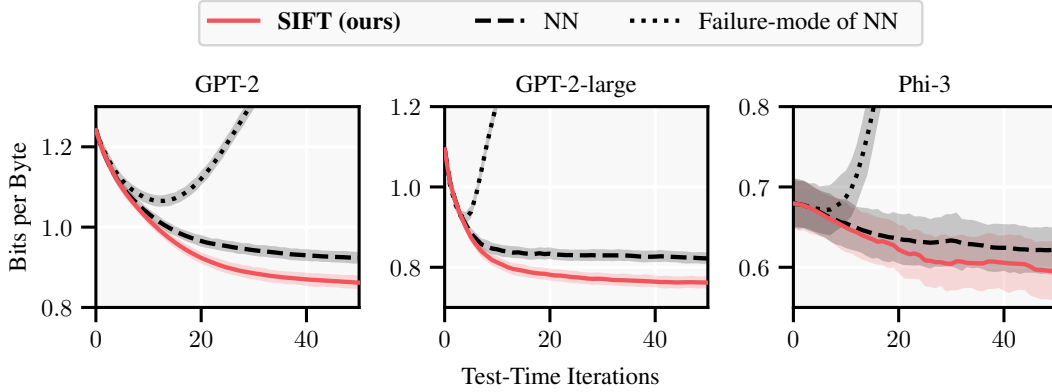 SIFT (ours) NN Failure-mode of NN
GPT-2 GPT-2-large Phi-3
Bits per Byte
1.2
1.0
0.8
0 20 40
1.2
1.0
0.8
0 20 40
0.8
0.7
0.6
0 20 40
Test-Time Iterations